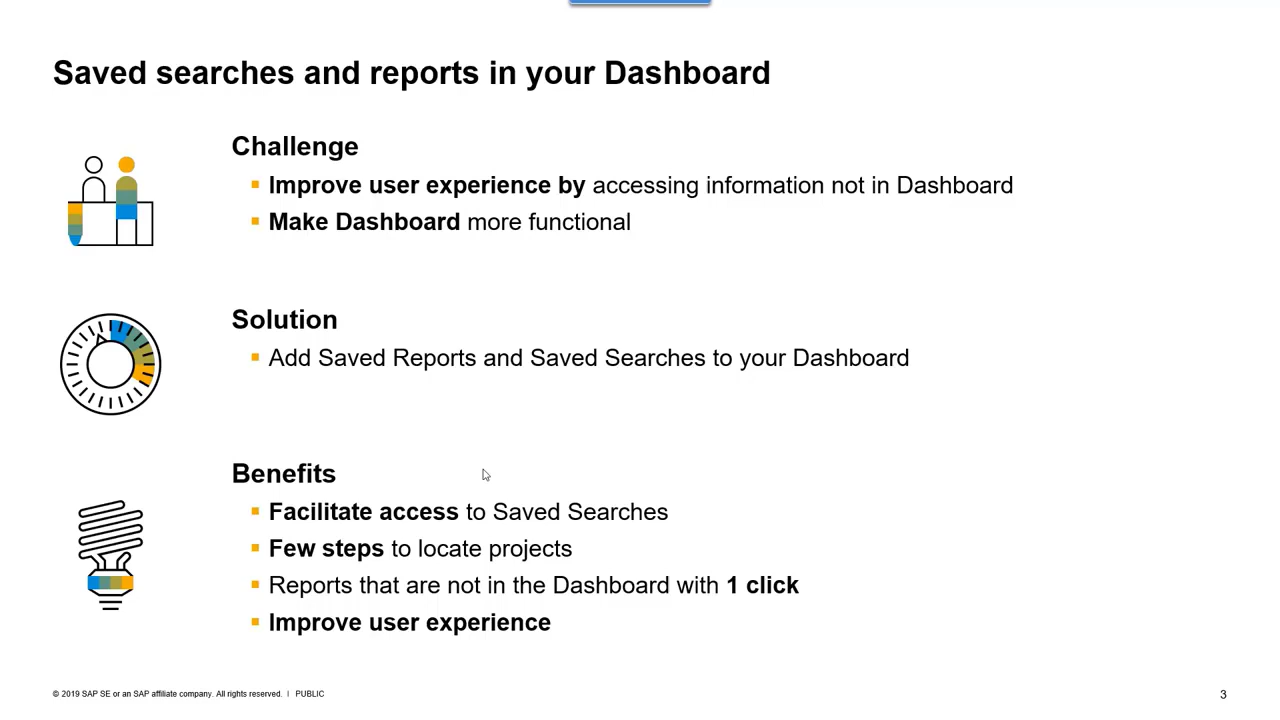 Saved searches and reports in your Dashboard
Challenge
▪ Improve user experience by accessing information not in Dashboard
▪ Make Dashboard more functional
Solution
▪ Add Saved Reports and Saved Searches to your Dashboard
Benefits
▪ Facilitate access to Saved Searches
▪ Few steps to locate projects
▪ Reports that are not in the Dashboard with 1 click
▪ Improve user experience
© 2019 SAP SE or an SAP affiliate company. All rights reserved. | PUBLIC
3